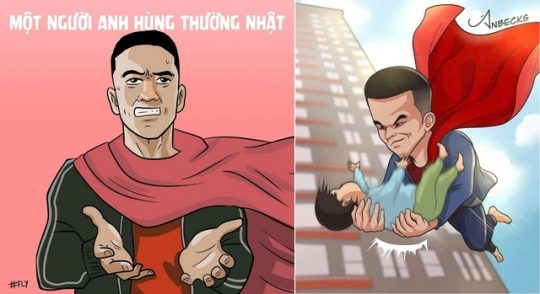 MỘT NGƯỜI ANH HÙNG THƯỜNG NHẬT
ANBECKS
#FLY